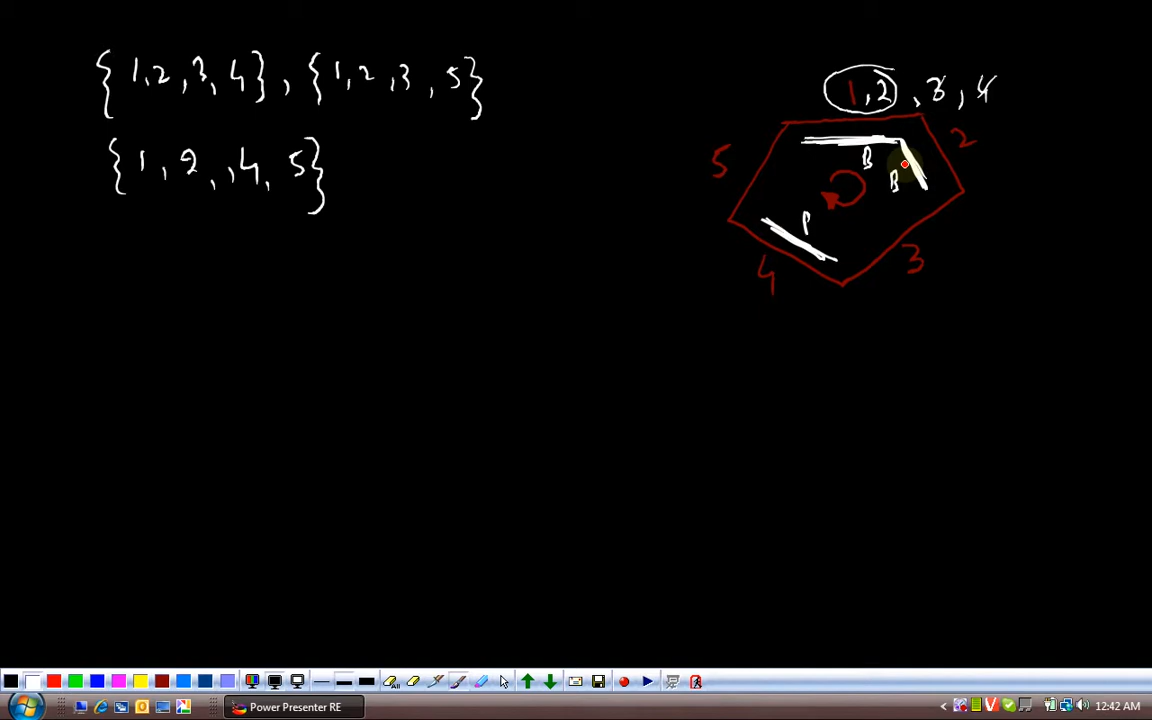 {1,2,3,4}, {1,2,3,5}
{1,2,,4,5}
1,2,3,4
5
2
B
B
P
3
4
Power Presenter RE
12:42 AM